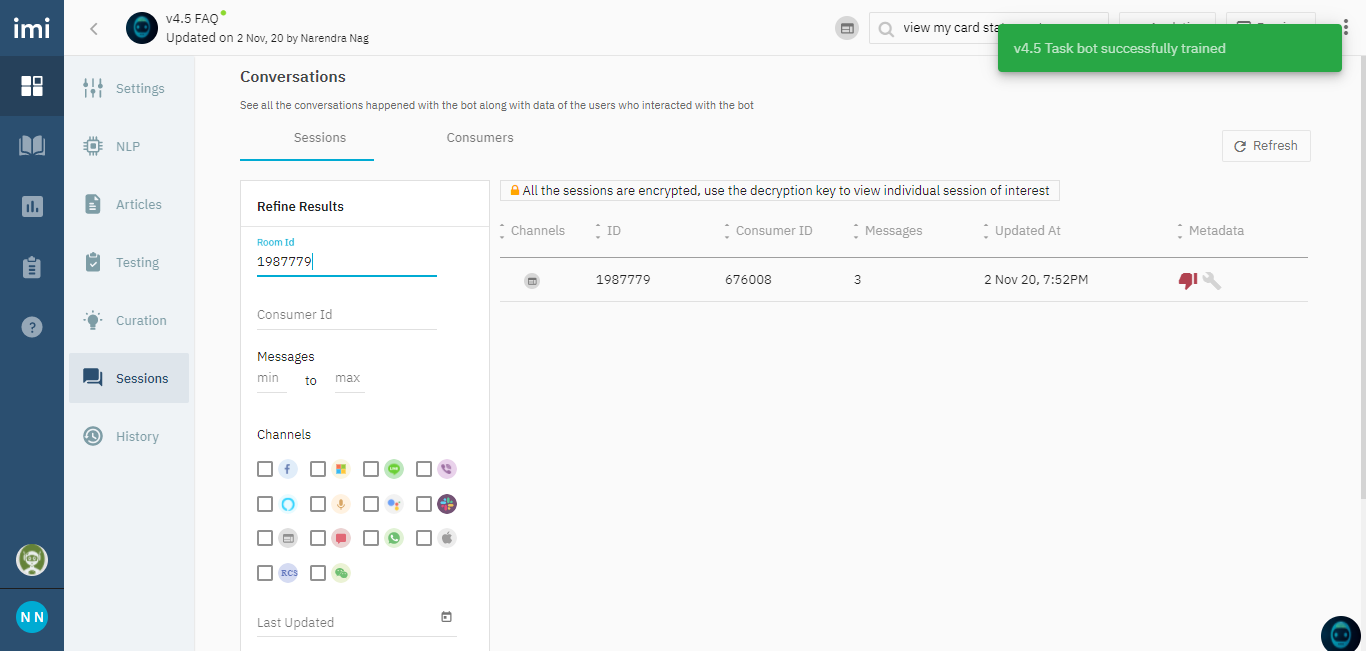 imi
v4.5 FAQ
Updated on 2 Nov, 20 by Narendra Nag
view my card
v4.5 Task bot successfully trained
Settings
NLP
Articles
Testing
Curation
Sessions
History
N N
Conversations
See all the conversations happened with the bot along with data of the users who interacted with the bot
Sessions
Consumers
Refresh
Refine Results
Room Id
1987779
Consumer Id
Messages
min to max
Channels
RCS
Last Updated
All the sessions are encrypted, use the decryption key to view individual session of interest
Channels ID Consumer ID Messages Updated At Metadata
1987779 676008 3 2 Nov 20, 7:52PM